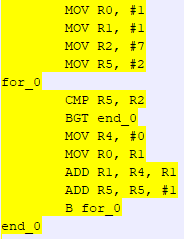 MOV R0, #1
MOV R1, #1
MOV R2, #7
MOV R5, #2
for_0
CMP R5, R2
BGT end_0
MOV R4, #0
MOV R0, R1
ADD R1, R4, R1
ADD R5, R5, #1
B for_0
end_0